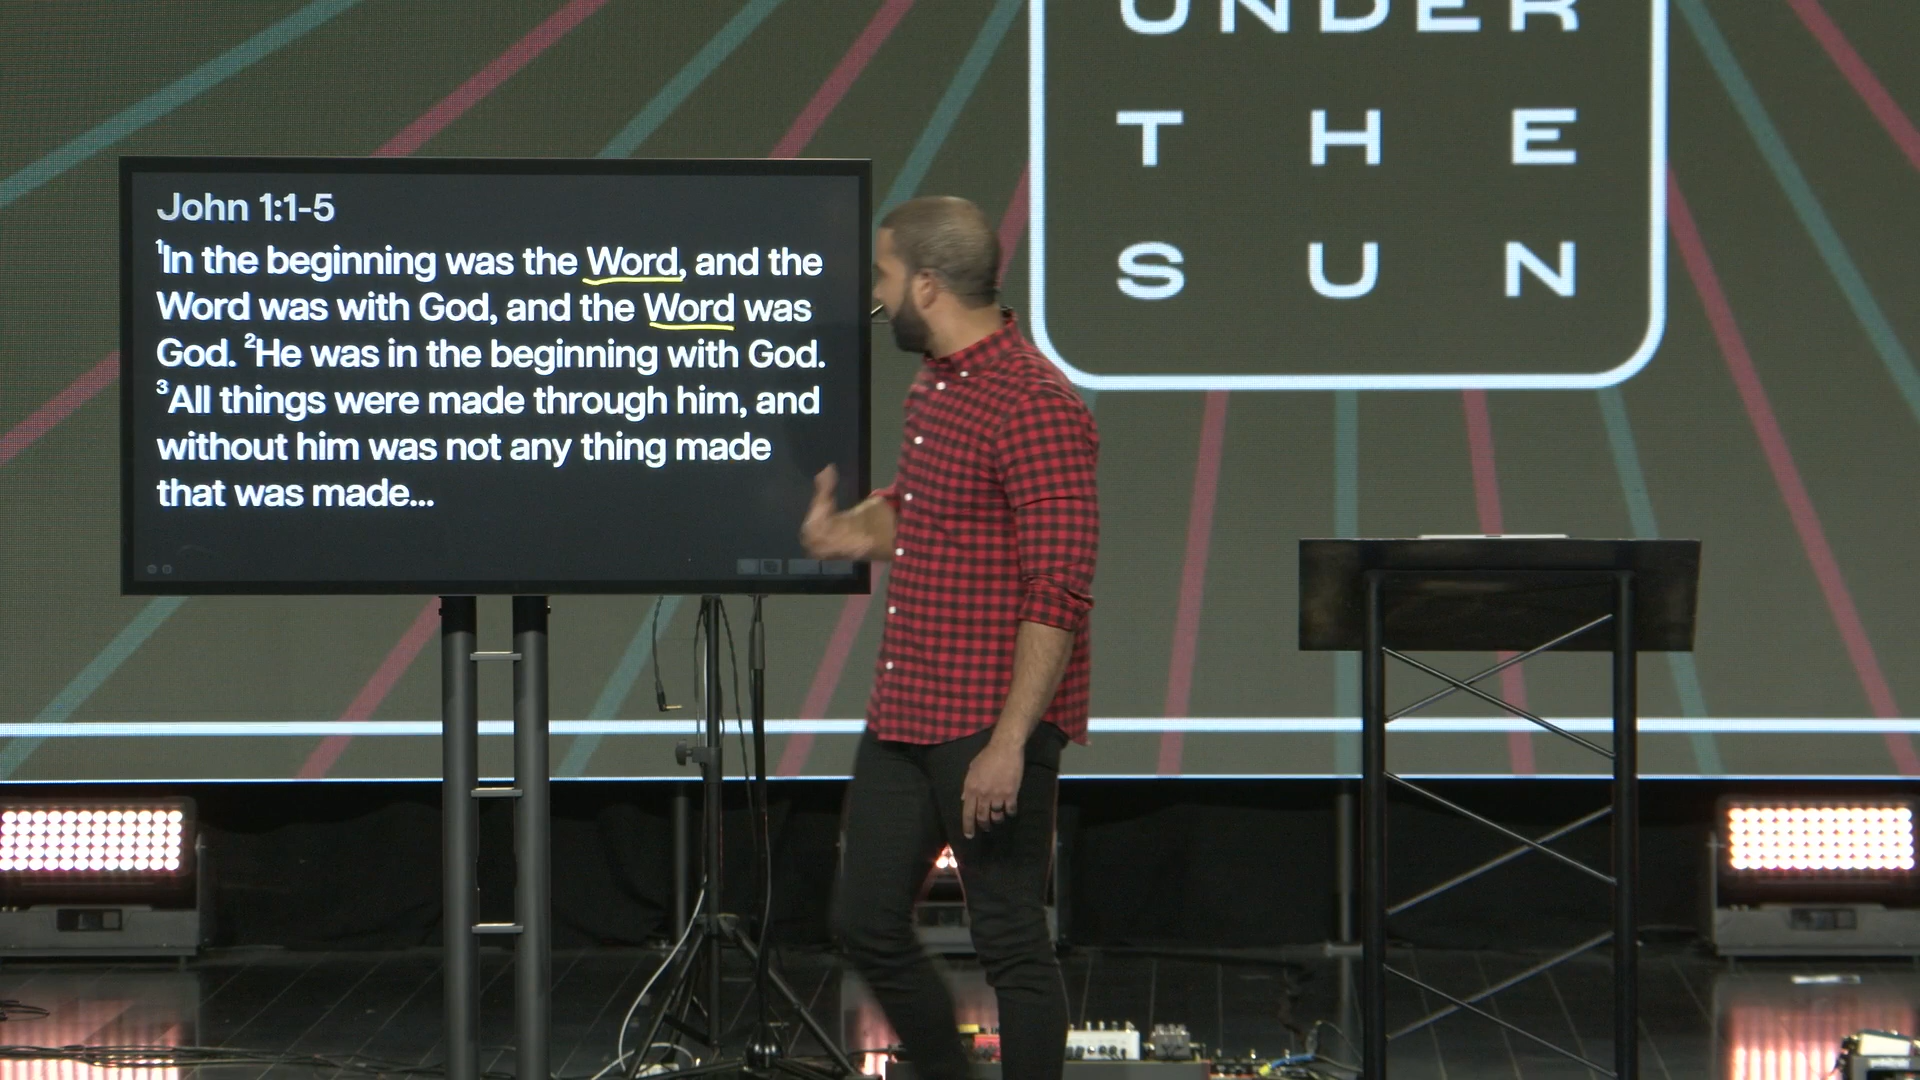 UNDER
THE
SUN
John 1:1-5
¹In the beginning was the Word, and the
Word was with God, and the Word was
God. ²He was in the beginning with God.
³All things were made through him, and
without him was not any thing made
that was made...